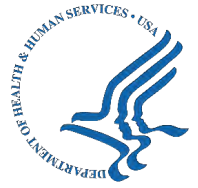 DEPARTMENT OF HEALTH & HUMAN SERVICES • USA